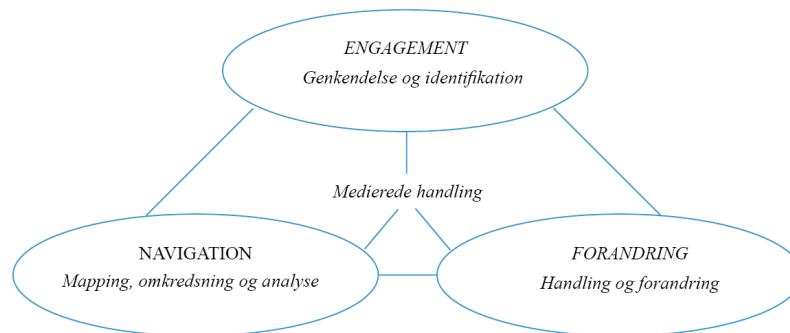 ENGAGEMENT
Genkendelse og identifikation
Medierede handling
NAVIGATION
Mapping, omkredsning og analyse
FORANDRING
Handling og forandring